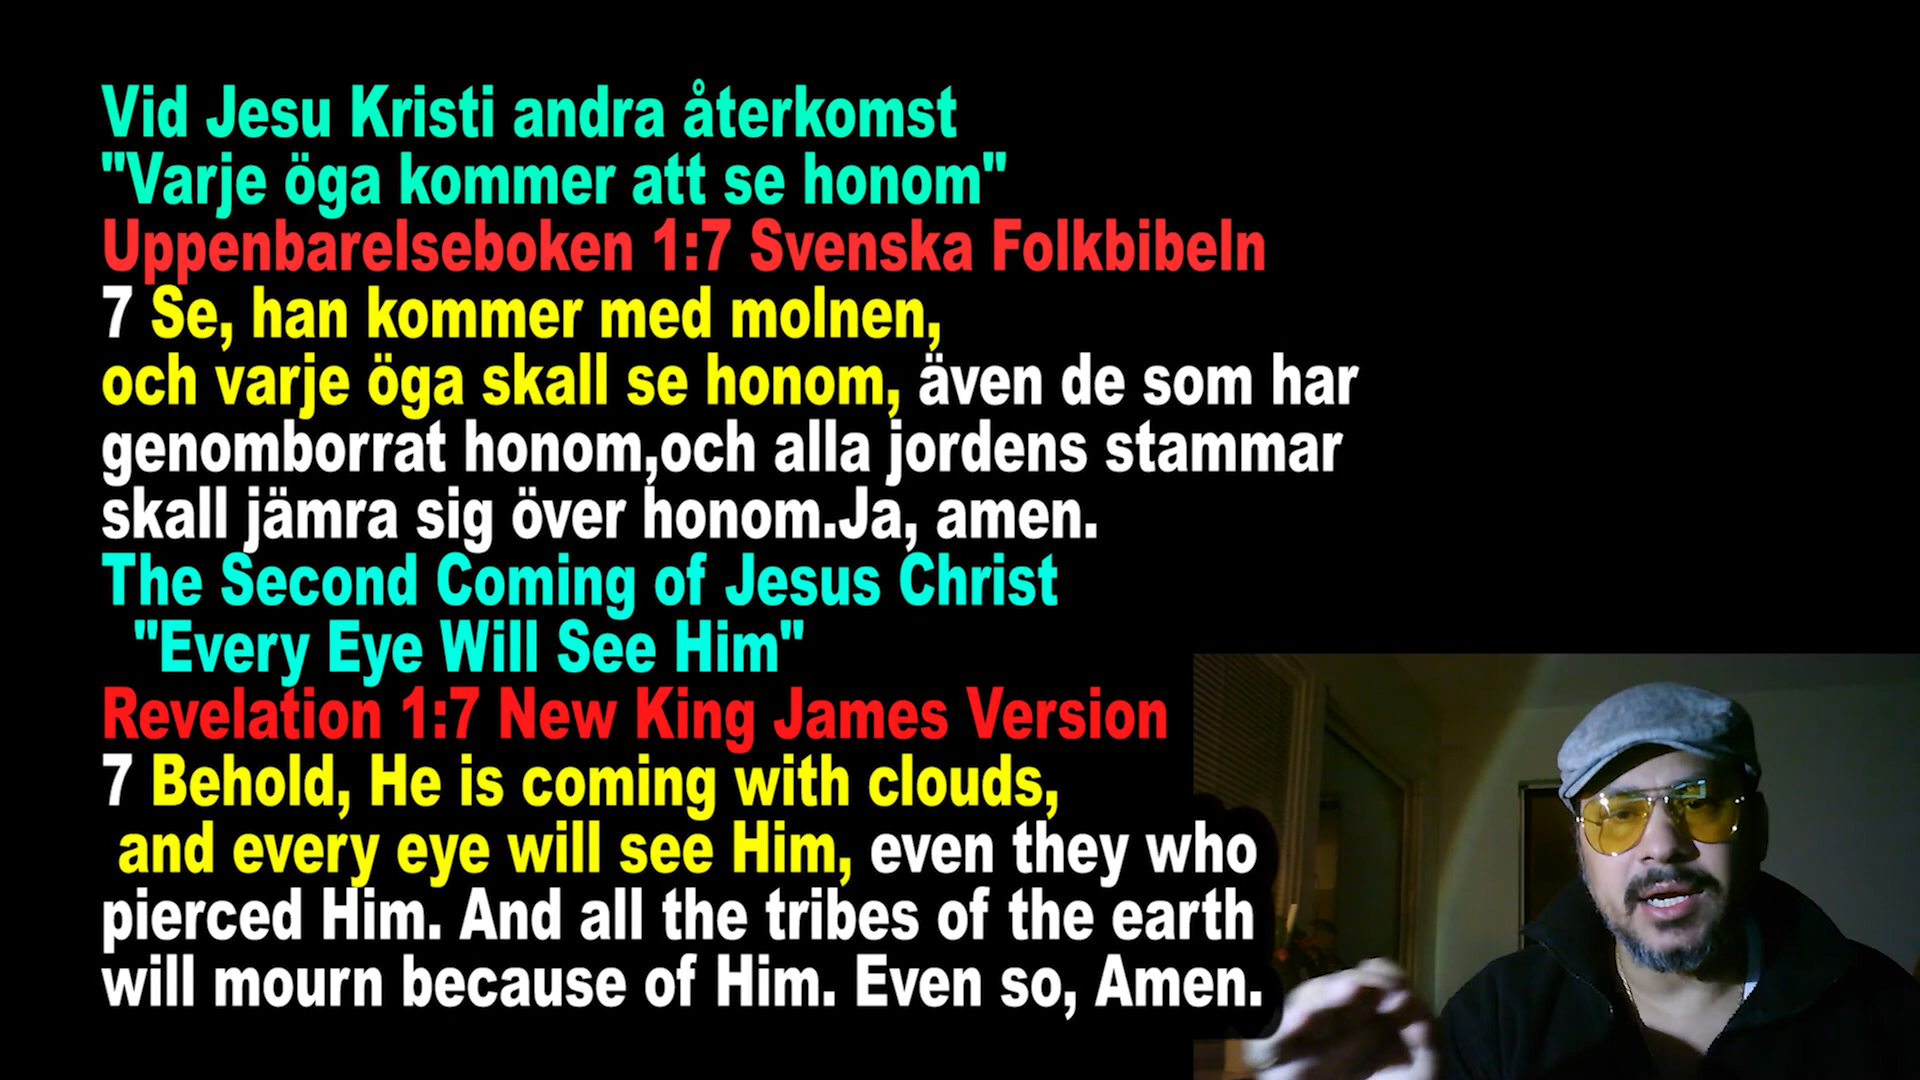 Vid Jesu Kristi andra återkomst
"Varje öga kommer att se honom"
Uppenbarelseboken 1:7 Svenska Folkbibeln
7 Se, han kommer med molnen,
och varje öga skall se honom, även de som har
genomborrat honom,och alla jordens stammar
skall jämra sig över honom.Ja, amen.
The Second Coming of Jesus Christ
"Every Eye Will See Him"
Revelation 1:7 New King James Version
7 Behold, He is coming with clouds,
and every eye will see Him, even they who
pierced Him. And all the tribes of the earth
will mourn because of Him. Even so, Amen.